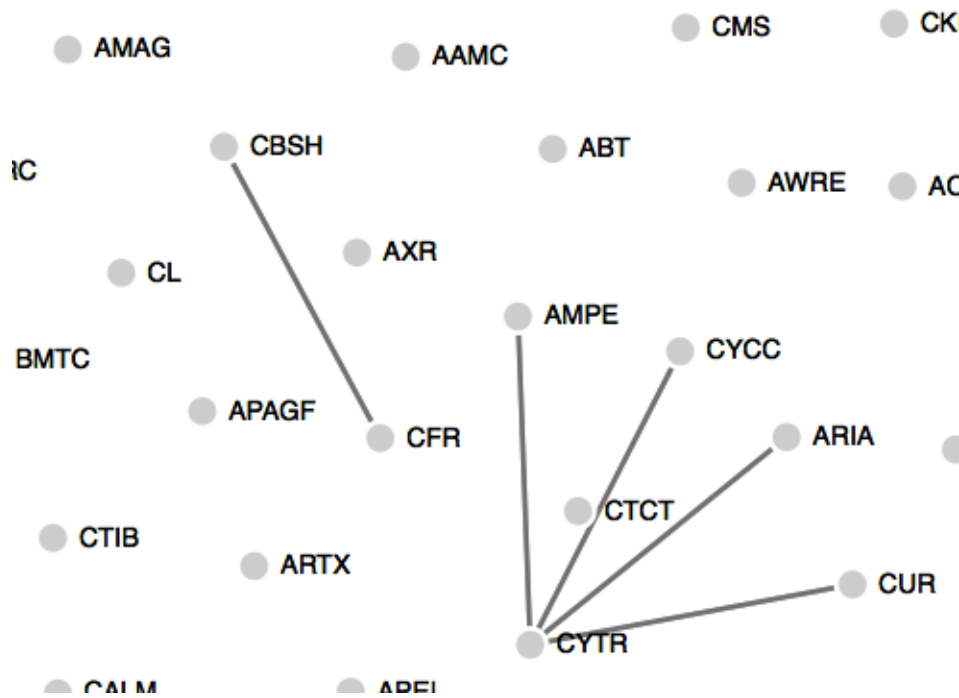 AMAG
AAMC
CMS
CBSH
ABT
AWRE
AXR
CL
AMPE
CYCC
BMTC
APAGF
CFR
ARIA
CTCT
CTIB
ARTX
CUR
CYTR
CALM